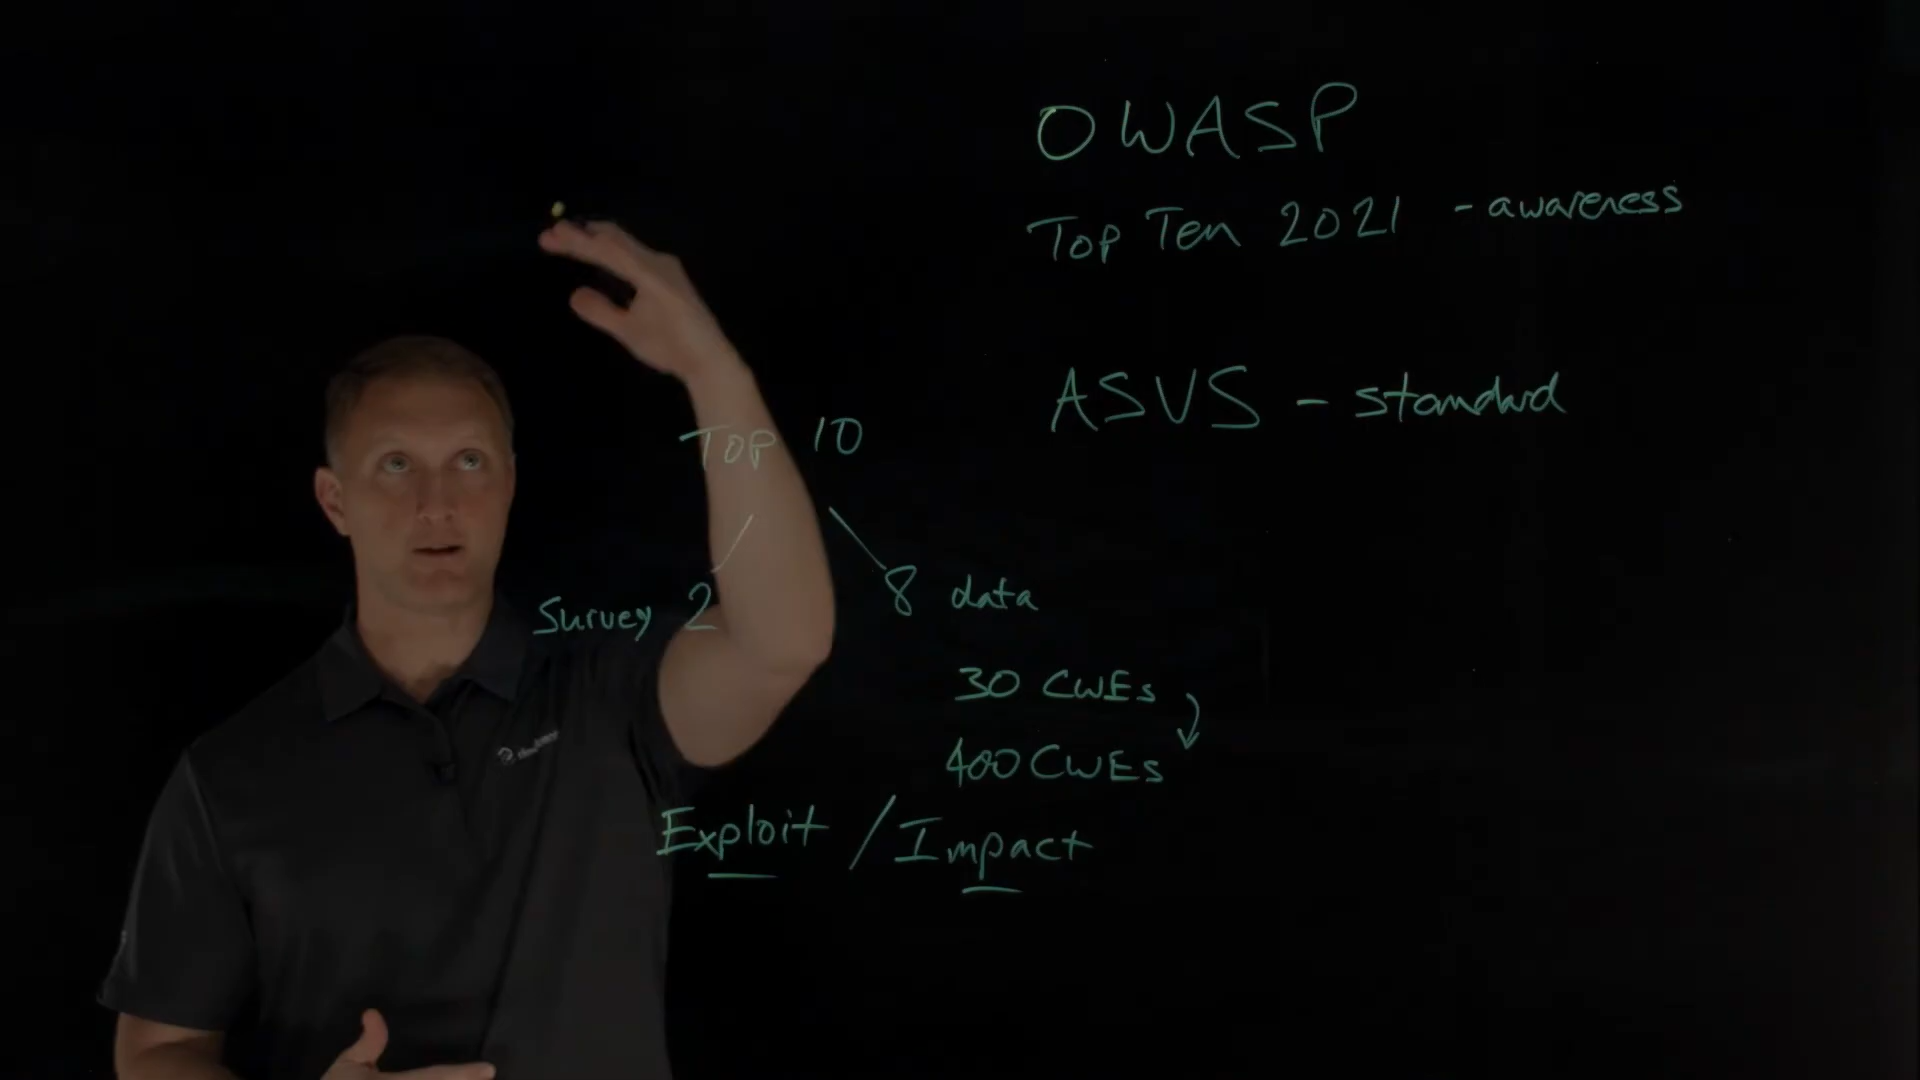 OWASP
Top Ten 2021 - awareness
ASVS - standard
Top 10
Survey 2
8 data
30 CWEs
400 CWEs
Exploit / Impact